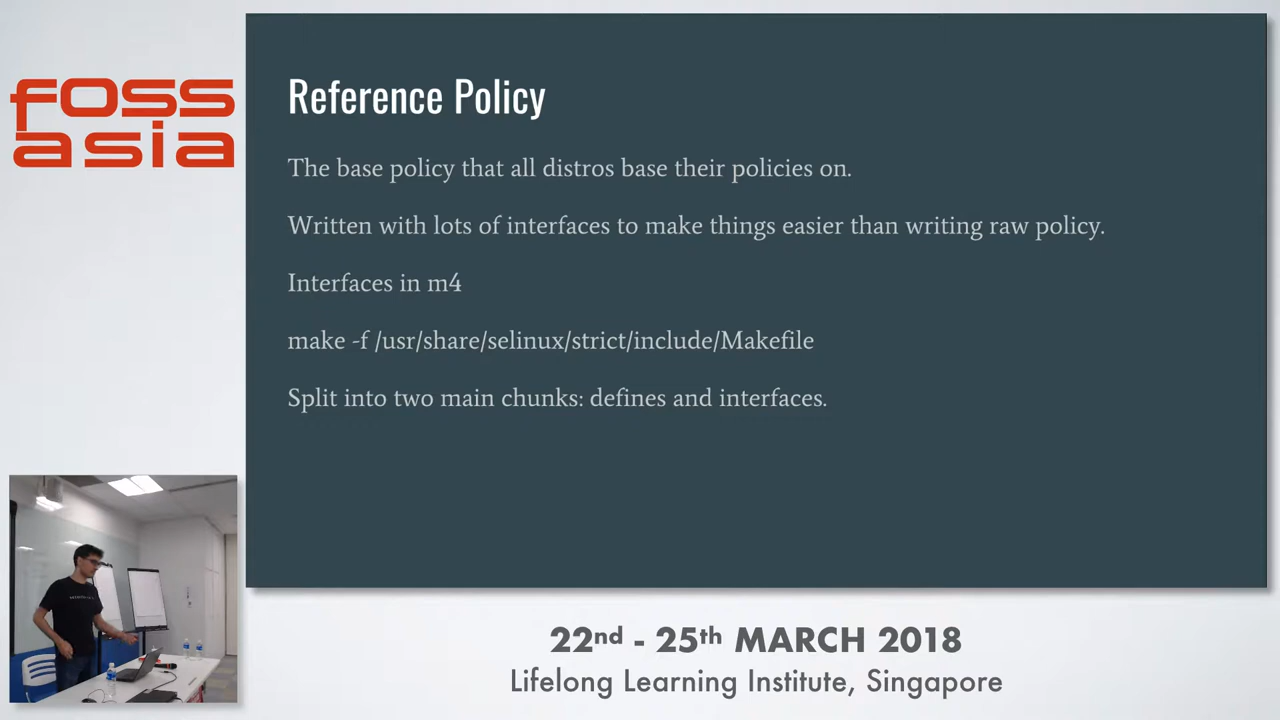 foss
asia
Reference Policy
The base policy that all distros base their policies on.
Written with lots of interfaces to make things easier than writing raw policy.
Interfaces in m4
make -f /usr/share/selinux/strict/include/Makefile
Split into two main chunks: defines and interfaces.
22nd - 25th MARCH 2018
Lifelong Learning Institute, Singapore